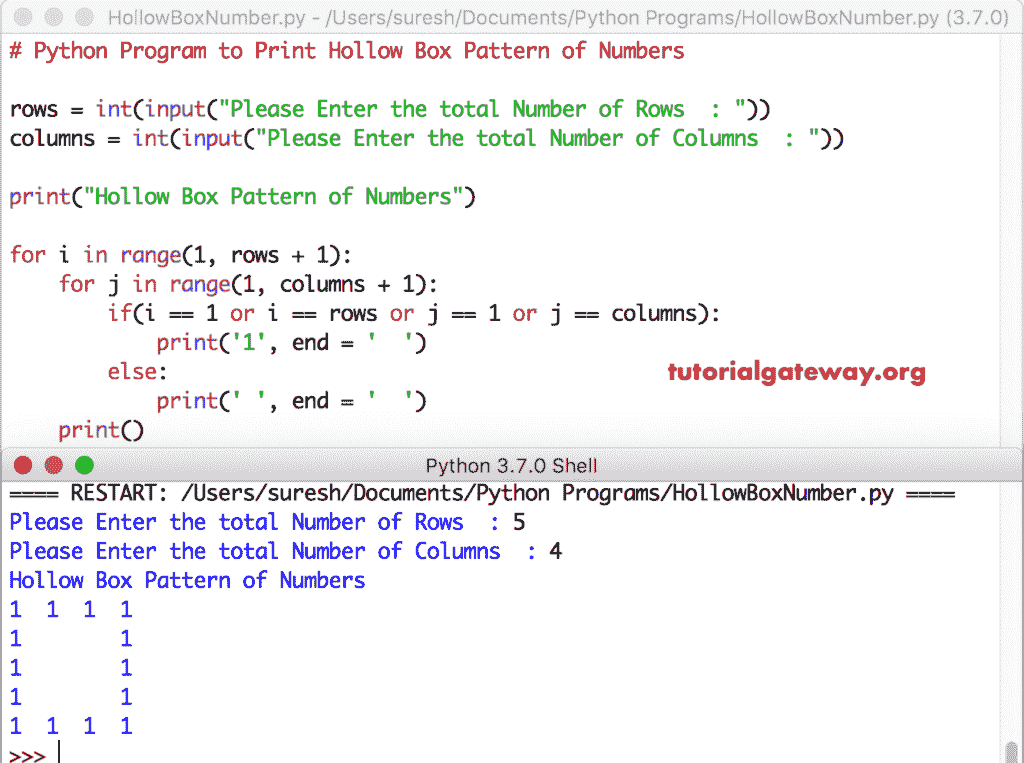 HollowBoxNumber.py - /Users/suresh/Documents/Python Programs/HollowBoxNumber.py (3.7.0)
# Python Program to Print Hollow Box Pattern of Numbers
rows = int(input("Please Enter the total Number of Rows  : "))
columns = int(input("Please Enter the total Number of Columns  : "))
print("Hollow Box Pattern of Numbers")
for i in range(1, rows + 1):
    for j in range(1, columns + 1):
        if(i == 1 or i == rows or j == 1 or j == columns):
            print('1', end = '  ')
        else:
            print(' ', end = '  ')
    print()
tutorialgateway.org
Python 3.7.0 Shell
==== RESTART: /Users/suresh/Documents/Python Programs/HollowBoxNumber.py ====
Please Enter the total Number of Rows  : 5
Please Enter the total Number of Columns  : 4
Hollow Box Pattern of Numbers
1  1  1  1
1        1
1        1
1        1
1  1  1  1
>>>